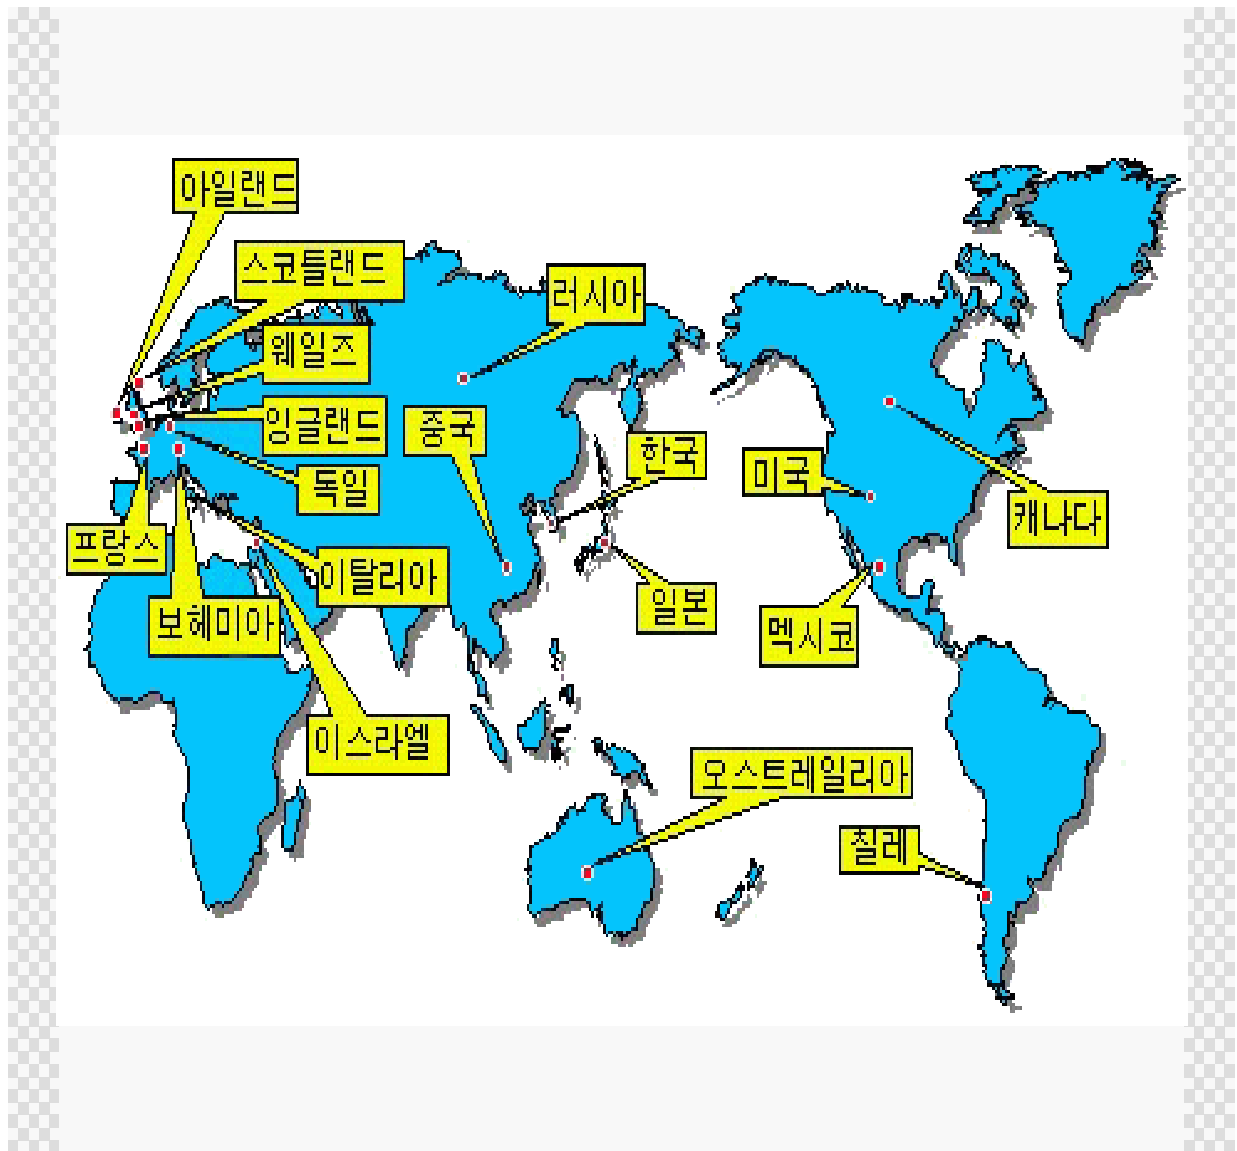 아일랜드
스코틀랜드
러시아
웨일즈
잉글랜드
중국
한국
미국
독일
캐나다
프랑스
이탈리아
일본
보헤미아
멕시코
이스라엘
오스트레일리아
칠레